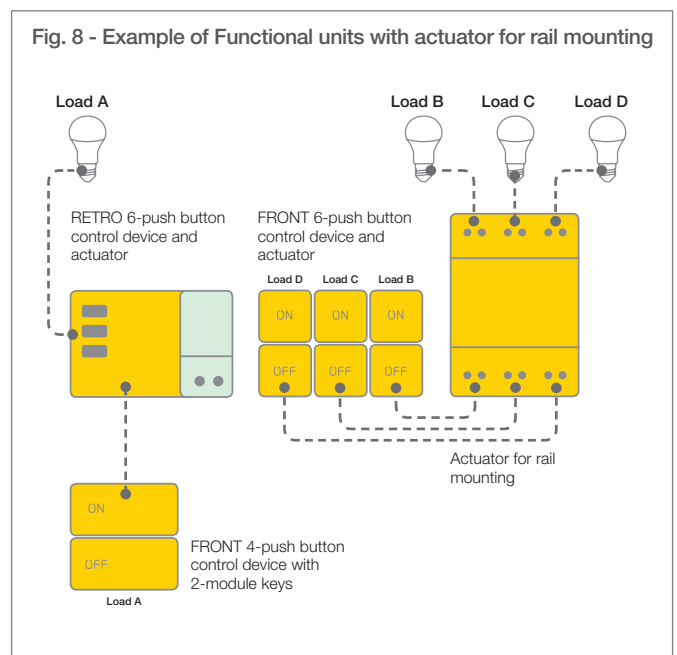 Fig. 8 - Example of Functional units with actuator for rail mounting
Load A
Load B
Load C
Load D
RETRO 6-push button
control device and
actuator
FRONT 6-push button
control device and
actuator
Load D
Load C
Load B
ON
ON
ON
OFF
OFF
OFF
Actuator for rail
mounting
ON
OFF
FRONT 4-push button
control device with
2-module keys
Load A